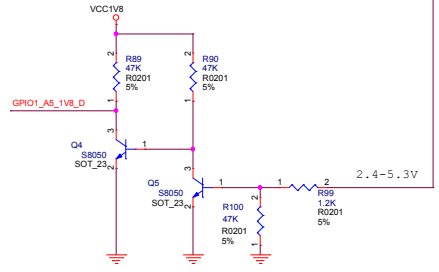 VCC1V8
2
2
R89
R90
47K
47K
R0201
R0201
5%
5%
1
1
GPIO1_A5_1V8_D
3
Q4
1
S8050
SOT_23
2
3
Q5
1
1
2
2.4-5.3V
S8050
R99
SOT_23
2
2
1.2K
R100
R0201
47K
5%
R0201
1
5%